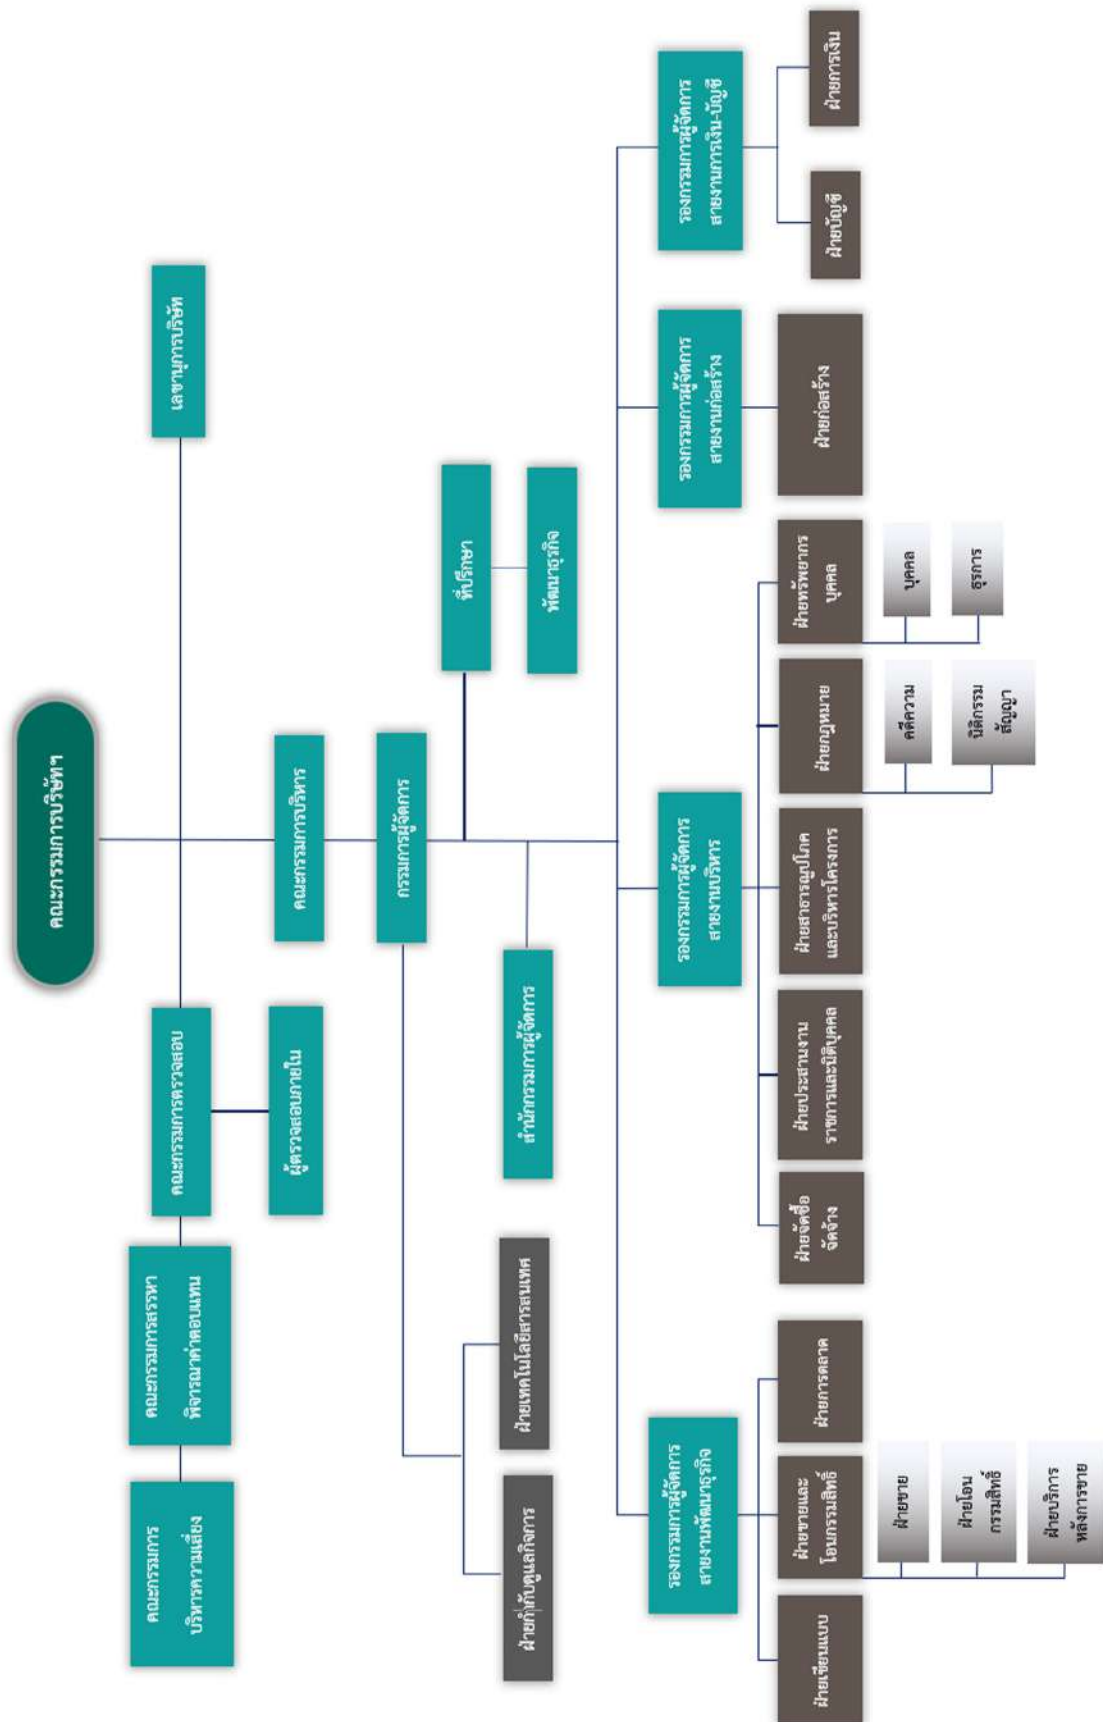 คณะกรรมการบริษัทฯ
คณะกรรมการ
บริหารความเสี่ยง
คณะกรรมการสรรหา
พิจารณาค่าตอบแทน
คณะกรรมการตรวจสอบ
เลขานุการบริษัท
ผู้ตรวจสอบภายใน
คณะกรรมการบริหาร
กรรมการผู้จัดการ
ที่ปรึกษา
พัฒนาธุรกิจ
ฝ่ายกำกับดูแลกิจการ
ฝ่ายเทคโนโลยีสารสนเทศ
สำนักกรรมการผู้จัดการ
รองกรรมการผู้จัดการ
สายงานพัฒนาธุรกิจ
รองกรรมการผู้จัดการ
สายงานบริหาร
รองกรรมการผู้จัดการ
สายงานก่อสร้าง
รองกรรมการผู้จัดการ
สายงานการเงิน-บัญชี
ฝ่ายเขียนแบบ
ฝ่ายขายและ
โอนกรรมสิทธิ์
ฝ่ายการตลาด
ฝ่ายจัดซื้อ
จัดจ้าง
ฝ่ายประสานงาน
ราชการและนิติบุคคล
ฝ่ายสาธารณูปโภค
และบริหารโครงการ
ฝ่ายกฎหมาย
ฝ่ายทรัพยากร
บุคคล
ฝ่ายก่อสร้าง
ฝ่ายบัญชี
ฝ่ายการเงิน
ฝ่ายขาย
ฝ่ายโอน
กรรมสิทธิ์
ฝ่ายบริการ
หลังการขาย
คดีความ
นิติกรรม
สัญญา
บุคคล
ธุรการ